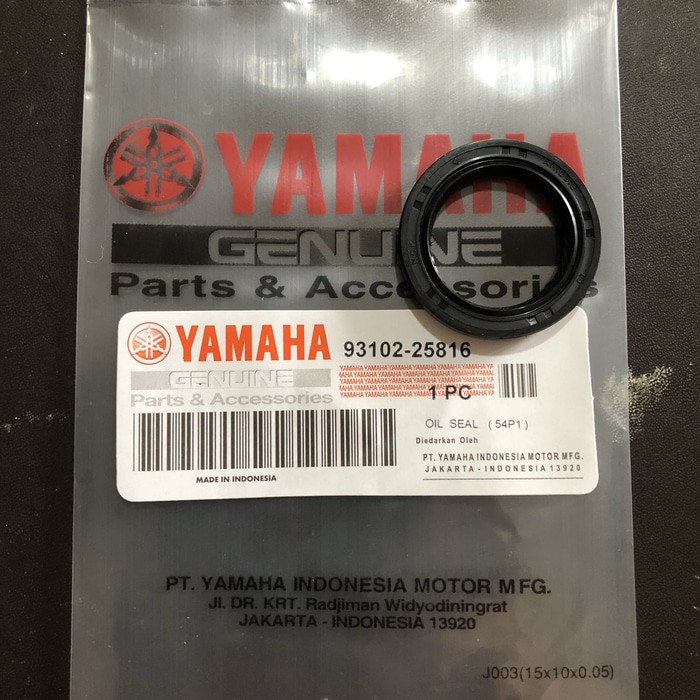 YAMAHA
GENUINE
Parts & Accessories
YAMAHA 93102-25816
GENUINE
Parts & Accessories
1 PC
OIL SEAL (54P1)
Diedarkan Oleh
PT. YAMAHA INDONESIA MOTOR MFG.
JAKARTA - INDONESIA 13920
MADE IN INDONESIA
PT. YAMAHA INDONESIA MOTOR MFG.
Jl. DR. KRT. Radjiman Widyodiningrat
JAKARTA - INDONESIA 13920
J003(15x10x0.05)